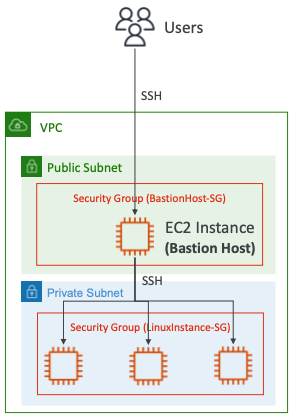 Users
SSH
VPC
Public Subnet
Security Group (BastionHost-SG)
EC2 Instance
(Bastion Host)
SSH
Private Subnet
Security Group (LinuxInstance-SG)